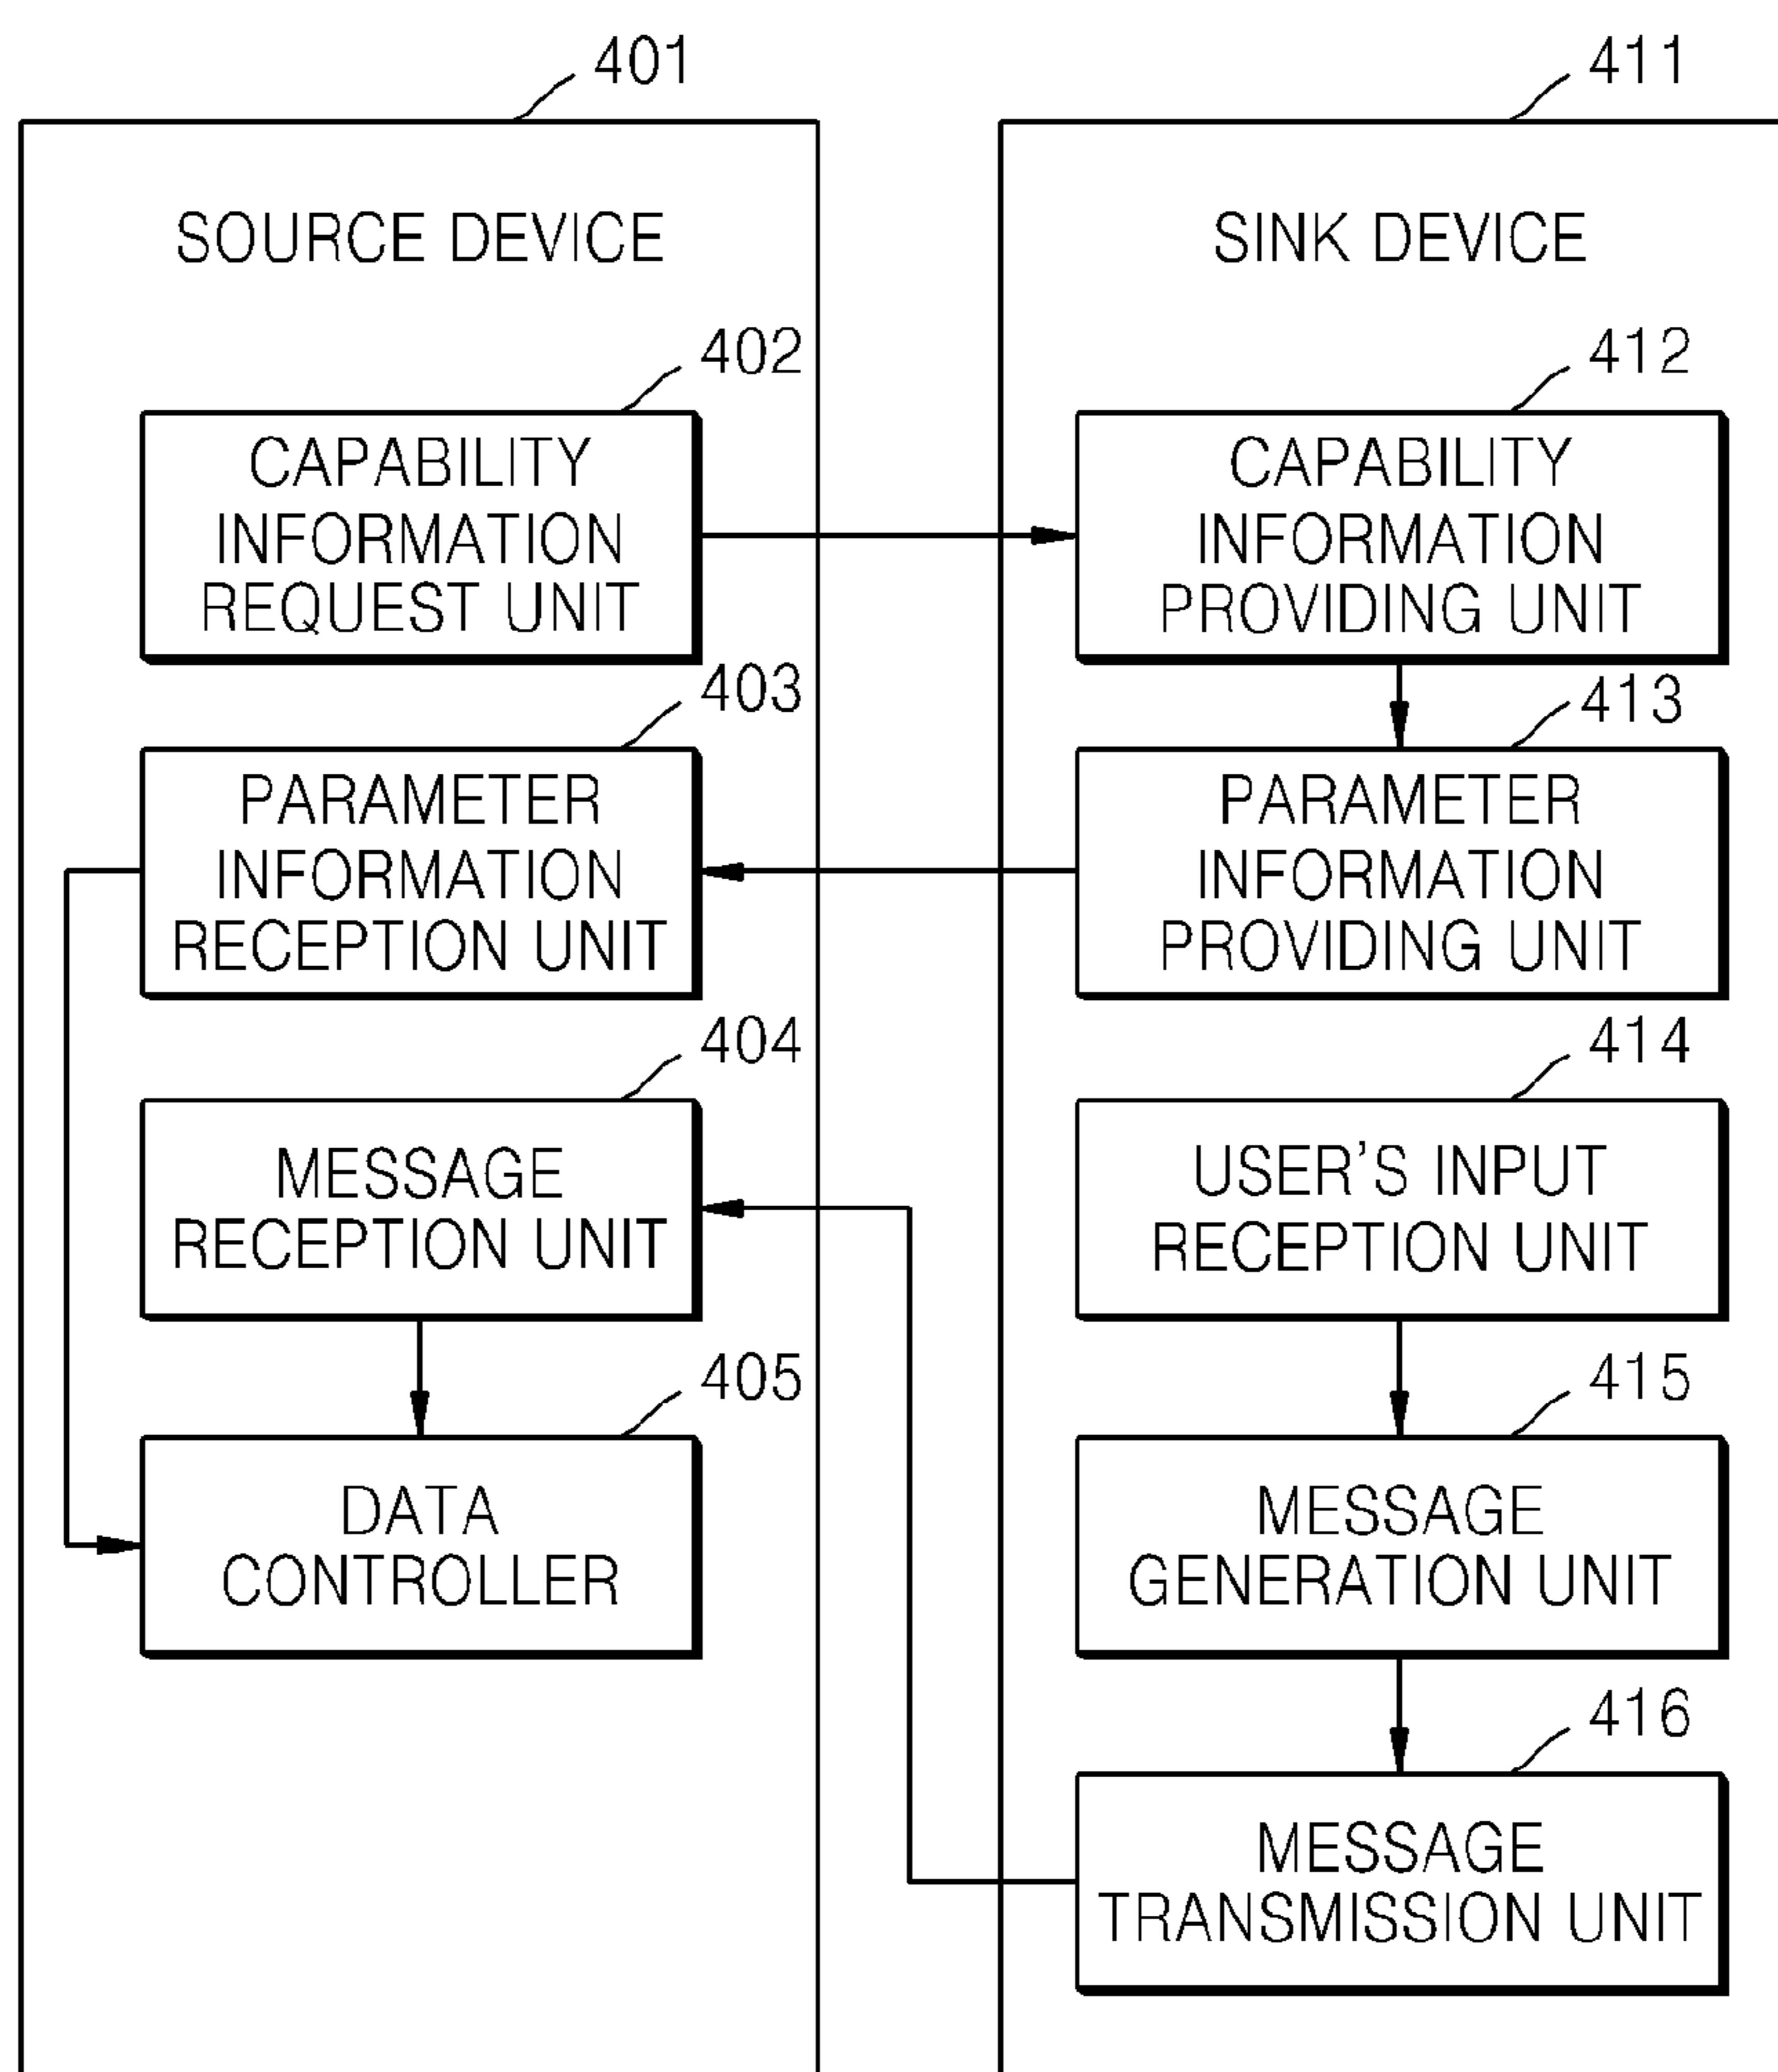 401
SOURCE DEVICE
402
CAPABILITY
INFORMATION
REQUEST UNIT
403
PARAMETER
INFORMATION
RECEPTION UNIT
404
MESSAGE
RECEPTION UNIT
405
DATA
CONTROLLER
411
SINK DEVICE
412
CAPABILITY
INFORMATION
PROVIDING UNIT
413
PARAMETER
INFORMATION
PROVIDING UNIT
414
USER'S INPUT
RECEPTION UNIT
415
MESSAGE
GENERATION UNIT
416
MESSAGE
TRANSMISSION UNIT